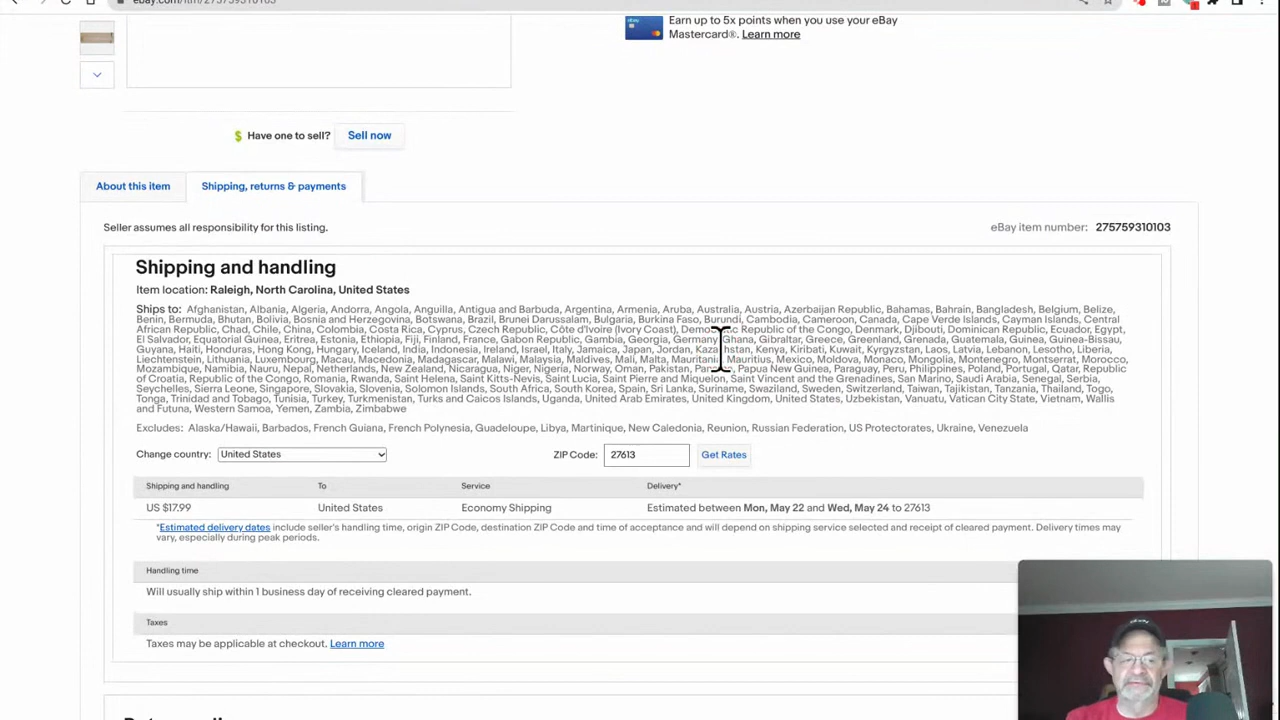 Earn up to 5x points when you use your eBay
Mastercard®. Learn more
Have one to sell? Sell now
About this item
Shipping, returns & payments
Seller assumes all responsibility for this listing.
eBay item number: 275759310103
Shipping and handling
Item location: Raleigh, North Carolina, United States
Ships to: Afghanistan, Albania, Algeria, Andorra, Angola, Anguilla, Antigua and Barbuda, Argentina, Armenia, Aruba, Australia, Austria, Azerbaijan Republic, Bahamas, Bahrain, Bangladesh, Belgium, Belize,
Benin, Bermuda, Bhutan, Bolivia, Bosnia and Herzegovina, Botswana, Brazil, Brunei Darussalam, Bulgaria, Burkina Faso, Burundi, Cambodia, Cameroon, Canada, Cape Verde Islands, Cayman Islands, Central
African Republic, Chad, Chile, China, Colombia, Costa Rica, Cyprus, Czech Republic, Côte d'Ivoire (Ivory Coast), Republic of the Congo, Denmark, Djibouti, Dominican Republic, Ecuador, Egypt,
El Salvador, Equatorial Guinea, Eritrea, Estonia, Ethiopia, Fiji, Finland, France, Gabon Republic, Gambia, Georgia, Germany, Ghana, Gibraltar, Greece, Greenland, Grenada, Guatemala, Guinea, Guinea-Bissau,
Guyana, Haiti, Honduras, Hong Kong, Hungary, Iceland, India, Indonesia, Ireland, Israel, Italy, Jamaica, Japan, Jordan, Kazakhstan, Kenya, Kiribati, Kuwait, Kyrgyzstan, Laos, Latvia, Lebanon, Lesotho, Liberia,
Liechtenstein, Lithuania, Luxembourg, Macau, Macedonia, Madagascar, Malawi, Malaysia, Maldives, Mali, Malta, Mauritania, Mauritius, Mexico, Moldova, Monaco, Mongolia, Montenegro, Montserrat, Morocco,
Mozambique, Namibia, Nauru, Nepal, Netherlands, New Zealand, Nicaragua, Niger, Nigeria, Norway, Oman, Pakistan, Papua New Guinea, Paraguay, Peru, Philippines, Poland, Portugal, Qatar, Republic
of Croatia, Republic of the Congo, Romania, Rwanda, Saint Helena, Saint Kitts-Nevis, Saint Lucia, Saint Pierre and Miquelon, Saint Vincent and the Grenadines, San Marino, Saudi Arabia, Senegal, Serbia,
Seychelles, Sierra Leone, Singapore, Slovakia, Slovenia, Solomon Islands, South Africa, South Korea, Spain, Sri Lanka, Suriname, Swaziland, Sweden, Switzerland, Taiwan, Tajikistan, Tanzania, Thailand, Togo,
Tonga, Trinidad and Tobago, Tunisia, Turkey, Turkmenistan, Turks and Caicos Islands, Uganda, United Arab Emirates, United Kingdom, United States, Uzbekistan, Vanuatu, Vatican City State, Vietnam, Wallis
and Futuna, Western Samoa, Yemen, Zambia, Zimbabwe
Excludes: Alaska/Hawaii, Barbados, French Guiana, French Polynesia, Guadeloupe, Libya, Martinique, New Caledonia, Reunion, Russian Federation, US Protectorates, Ukraine, Venezuela
Change country: United States ZIP Code: 27613 Get Rates
Shipping and handling To Service Delivery*
US $17.99 United States Economy Shipping Estimated between Mon, May 22 and Wed, May 24 to 27613
*Estimated delivery dates include seller's handling time, origin ZIP Code, destination ZIP Code and time of acceptance and will depend on shipping service selected and receipt of cleared payment. Delivery times may
vary, especially during peak periods.
Handling time
Will usually ship within 1 business day of receiving cleared payment.
Taxes
Taxes may be applicable at checkout. Learn more